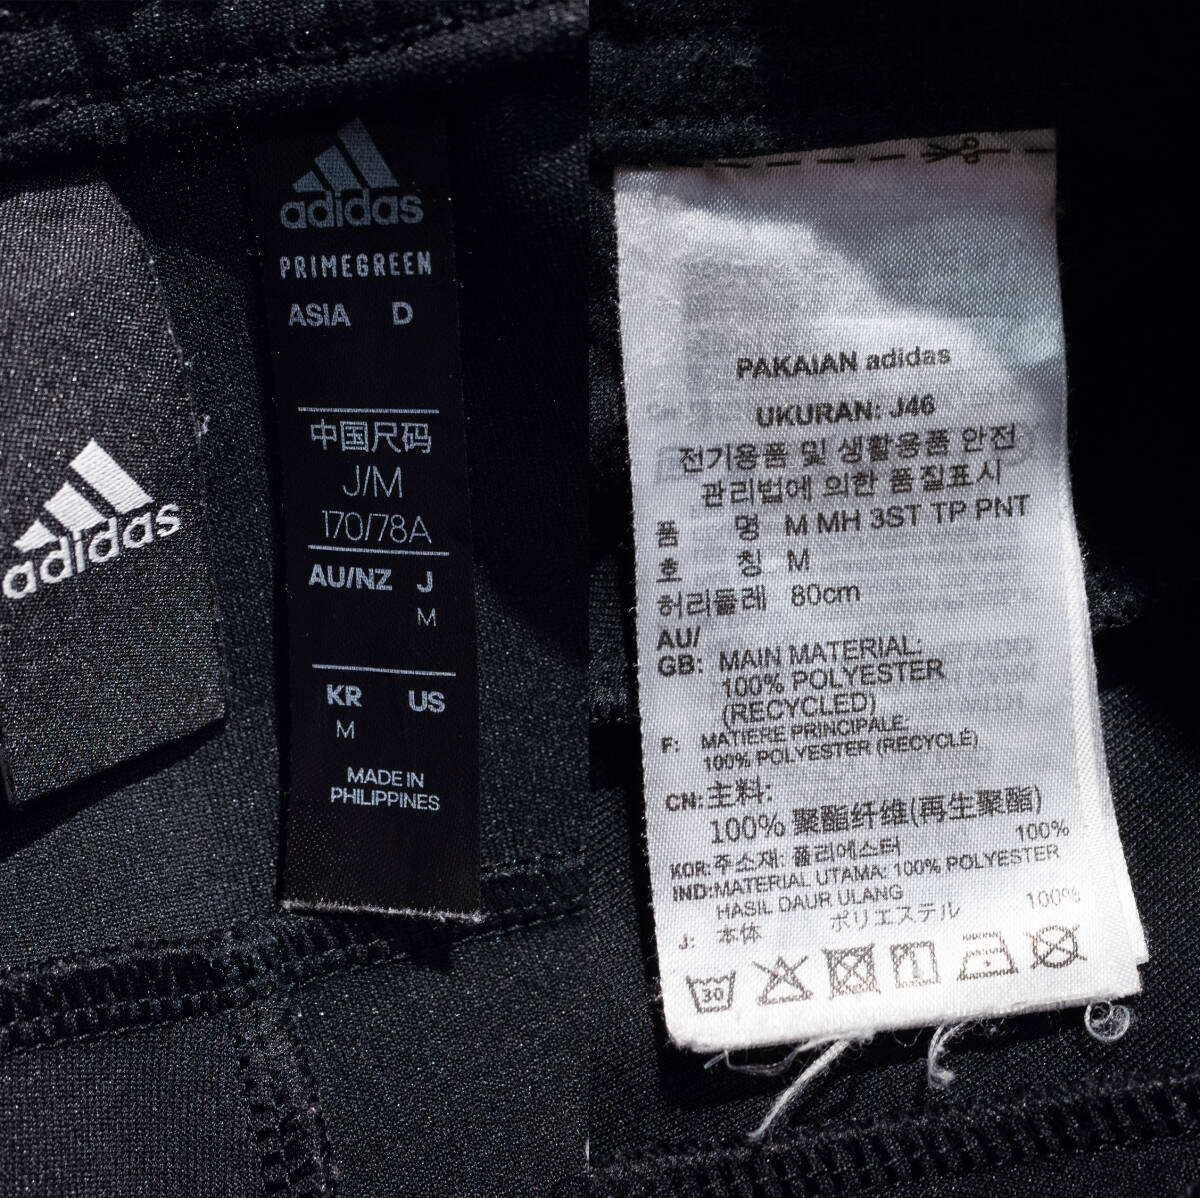 adidas
adidas
PRIMEGREEN
ASIA D
中国尺码
J/M
170/78A
AU/NZ J
M
KR US
M
MADE IN
PHILIPPINES
PAKAIAN adidas
UKURAN: J46
전기용품 및 생활용품 안전
관리법에 의한 품질표시
품 명 M MH 3ST TP PNT
호 칭 M
허리둘레 80cm
AU/
GB: MAIN MATERIAL:
100% POLYESTER
(RECYCLED)
F: MATIERE PRINCIPALE:
100% POLYESTER (RECYCLÉ)
CN: 主料:
100% 聚酯纤维(再生聚酯)
KOR: 주소재: 폴리에스터 100%
IND: MATERIAL UTAMA: 100% POLYESTER
HASIL DAUR ULANG
J: 本体 ポリエステル 100%
30